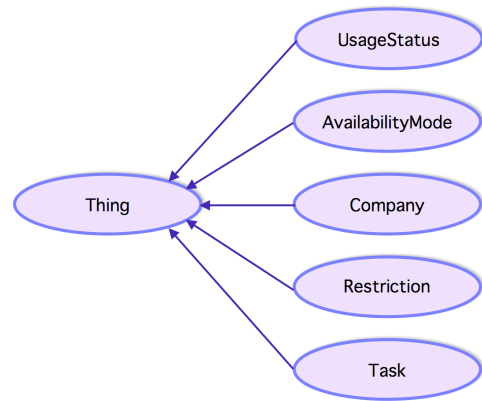 UsageStatus
AvailabilityMode
Thing
Company
Restriction
Task